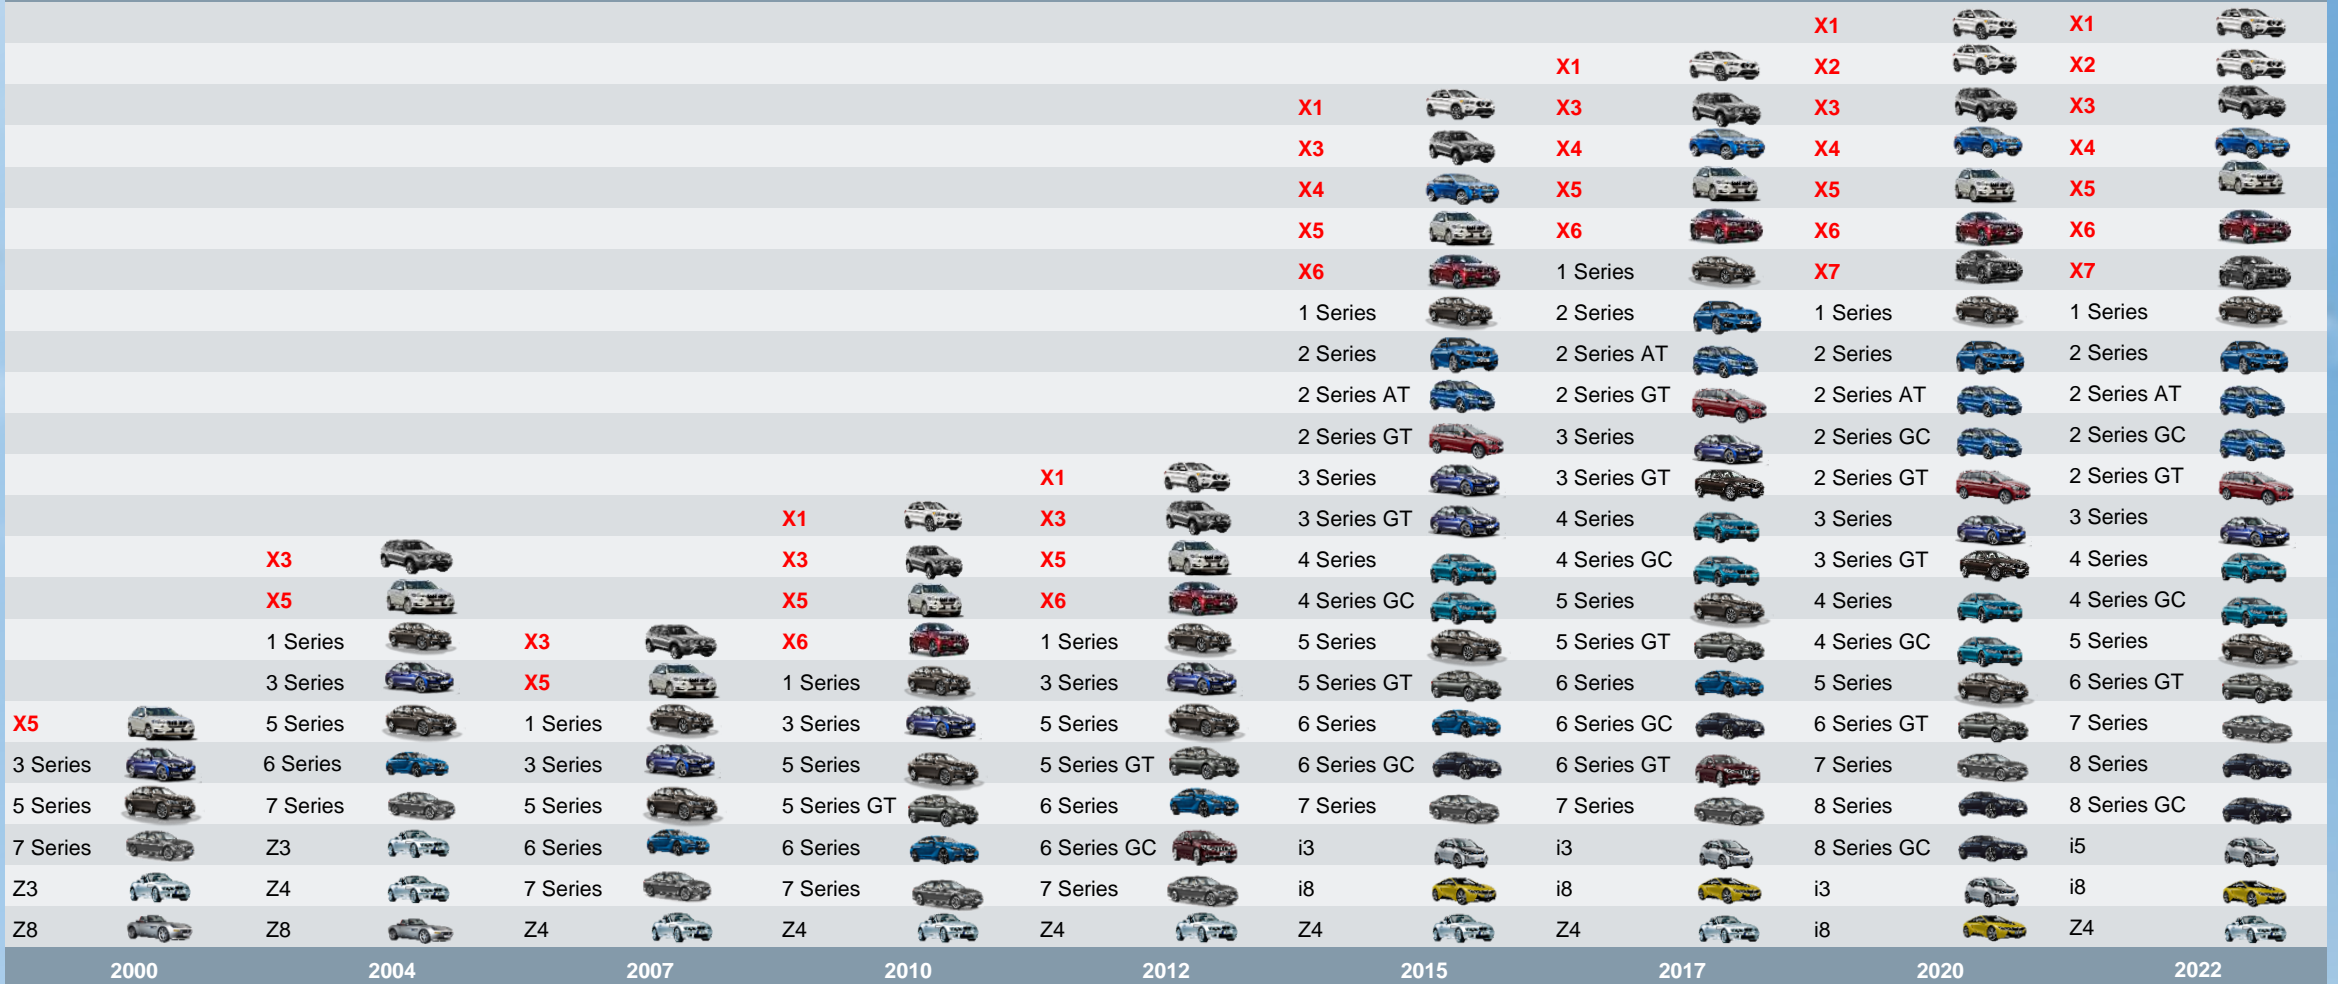 X1 X1
X1 X2 X2
X1 X3 X3 X3
X3 X4 X4 X4
X4 X5 X5 X5
X5 X6 X6 X6
X6 1 Series X7 X7
1 Series 2 Series 1 Series 1 Series
2 Series 2 Series AT 2 Series 2 Series
2 Series AT 2 Series GT 2 Series AT 2 Series AT
2 Series GT 3 Series 2 Series GC 2 Series GC
X1 3 Series 3 Series GT 2 Series GT 2 Series GT
X1 X3 3 Series GT 4 Series 3 Series 3 Series
X3 X3 X5 4 Series 4 Series GC 3 Series GT 4 Series
X5 X5 X6 4 Series GC 5 Series 4 Series 4 Series GC
1 Series X3 X6 1 Series 5 Series 5 Series GT 4 Series GC 5 Series
3 Series X5 1 Series 3 Series 5 Series GT 6 Series 5 Series 6 Series GT
X5 5 Series 1 Series 3 Series 5 Series 6 Series 6 Series GC 6 Series GT 7 Series
3 Series 6 Series 3 Series 5 Series 5 Series GT 6 Series GC 6 Series GT 7 Series 8 Series
5 Series 7 Series 5 Series 5 Series GT 6 Series 7 Series 7 Series 8 Series 8 Series GC
7 Series Z3 6 Series 6 Series 6 Series GC i3 i3 8 Series GC i5
Z3 Z4 7 Series 7 Series 7 Series i8 i8 i3 i8
Z8 Z8 Z4 Z4 Z4 Z4 Z4 i8 Z4
2000 2004 2007 2010 2012 2015 2017 2020 2022